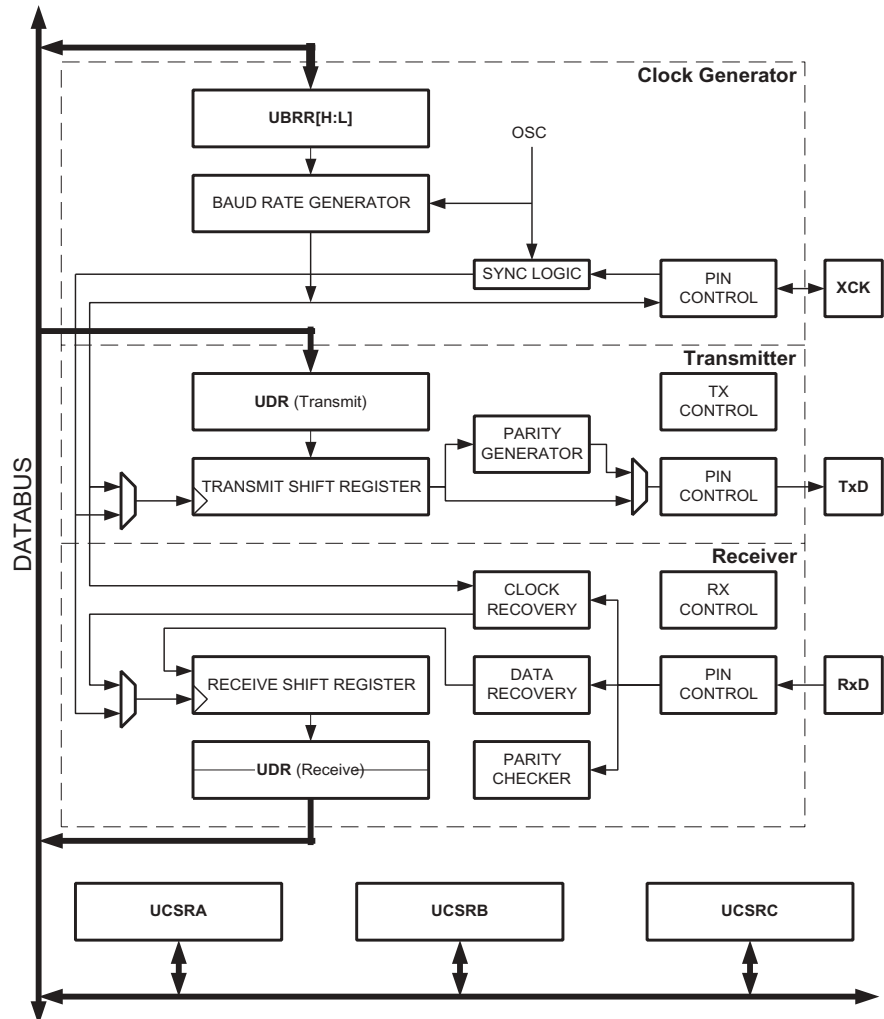 Clock Generator
UBRR[H:L]
OSC
BAUD RATE GENERATOR
SYNC LOGIC
PIN
CONTROL
XCK
Transmitter
UDR (Transmit)
TX
CONTROL
PARITY
GENERATOR
TRANSMIT SHIFT REGISTER
PIN
CONTROL
TxD
DATABUS
Receiver
CLOCK
RECOVERY
RX
CONTROL
RECEIVE SHIFT REGISTER
DATA
RECOVERY
PIN
CONTROL
RxD
UDR (Receive)
PARITY
CHECKER
UCSRA
UCSRB
UCSRC